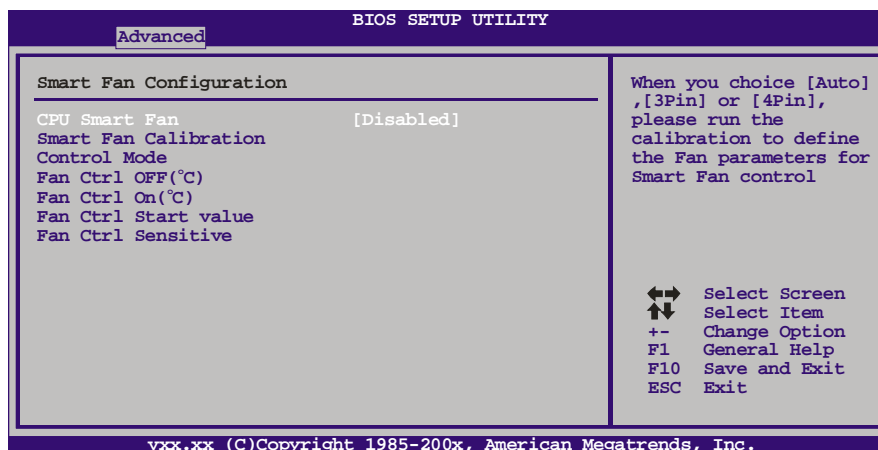 BIOS SETUP UTILITY
Advanced
Smart Fan Configuration
CPU Smart Fan [Disabled]
Smart Fan Calibration
Control Mode
Fan Ctrl OFF(°C)
Fan Ctrl On(°C)
Fan Ctrl Start value
Fan Ctrl Sensitive
When you choice [Auto]
,[3Pin] or [4Pin],
please run the
calibration to define
the Fan parameters for
Smart Fan control
Select Screen
Select Item
+- Change Option
F1 General Help
F10 Save and Exit
ESC Exit
vxx.xx (C)Copyright 1985-200x, American Megatrends, Inc.